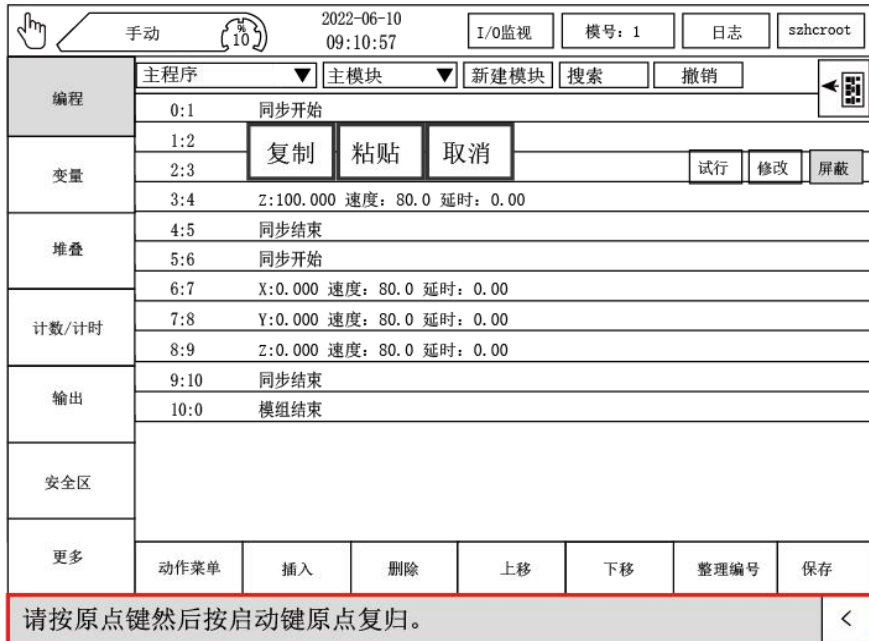 手动 % 10 2022-06-10 09:10:57 I/O监视 模号：1 日志 szhcroot
编程
变量
堆叠
计数/计时
输出
安全区
更多
主程序 主模块 新建模块 搜索 撤销
0:1 同步开始
1:2
2:3
复制 粘贴 取消
试行 修改 屏蔽
3:4 Z:100.000 速度：80.0 延时：0.00
4:5 同步结束
5:6 同步开始
6:7 X:0.000 速度：80.0 延时：0.00
7:8 Y:0.000 速度：80.0 延时：0.00
8:9 Z:0.000 速度：80.0 延时：0.00
9:10 同步结束
10:0 模组结束
动作菜单 插入 删除 上移 下移 整理编号 保存
请按原点键然后按启动键原点复归。 <